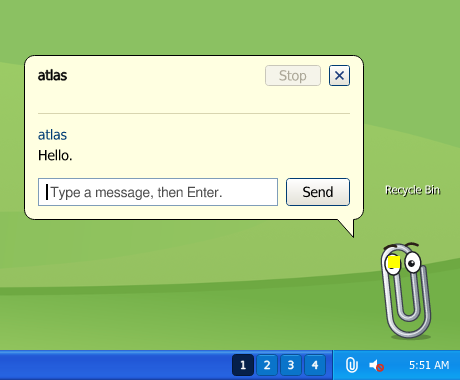 atlas
Stop
atlas
Hello.
Type a message, then Enter.
Send
Recycle Bin
1 2 3 4
5:51 AM